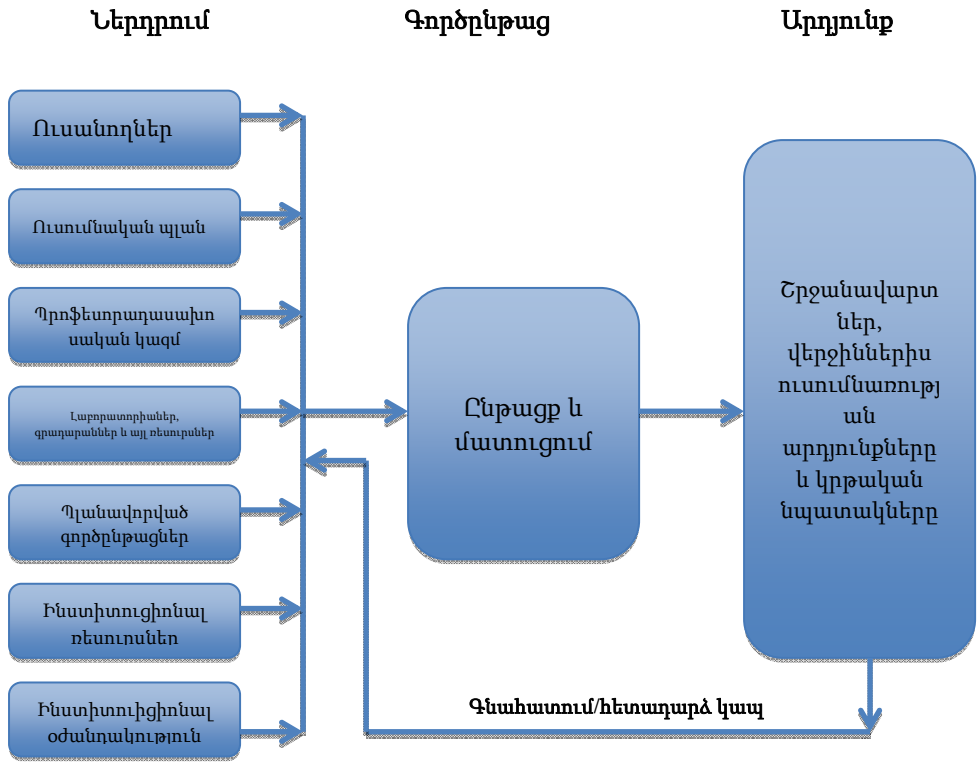 Ներդրում
Գործընթաց
Արդյունք
Ուսանողներ
Ուսումնական պլան
Պրոֆեսորադասախո
սական կազմ
Լաբորատորիաներ,
գրադարաններ և այլ ռեսուրսներ
Պլանավորված
գործընթացներ
Ինստիտուցիոնալ
ռեսուրսներ
Ինստիտուիցիոնալ
օժանդակություն
Ընթացք և
մատուցում
Շրջանավարտ
ներ,
վերջիններիս
ուսումնառությ
ան
արդյունքները
և կրթական
նպատակները
Գնահատում/հետադարձ կապ